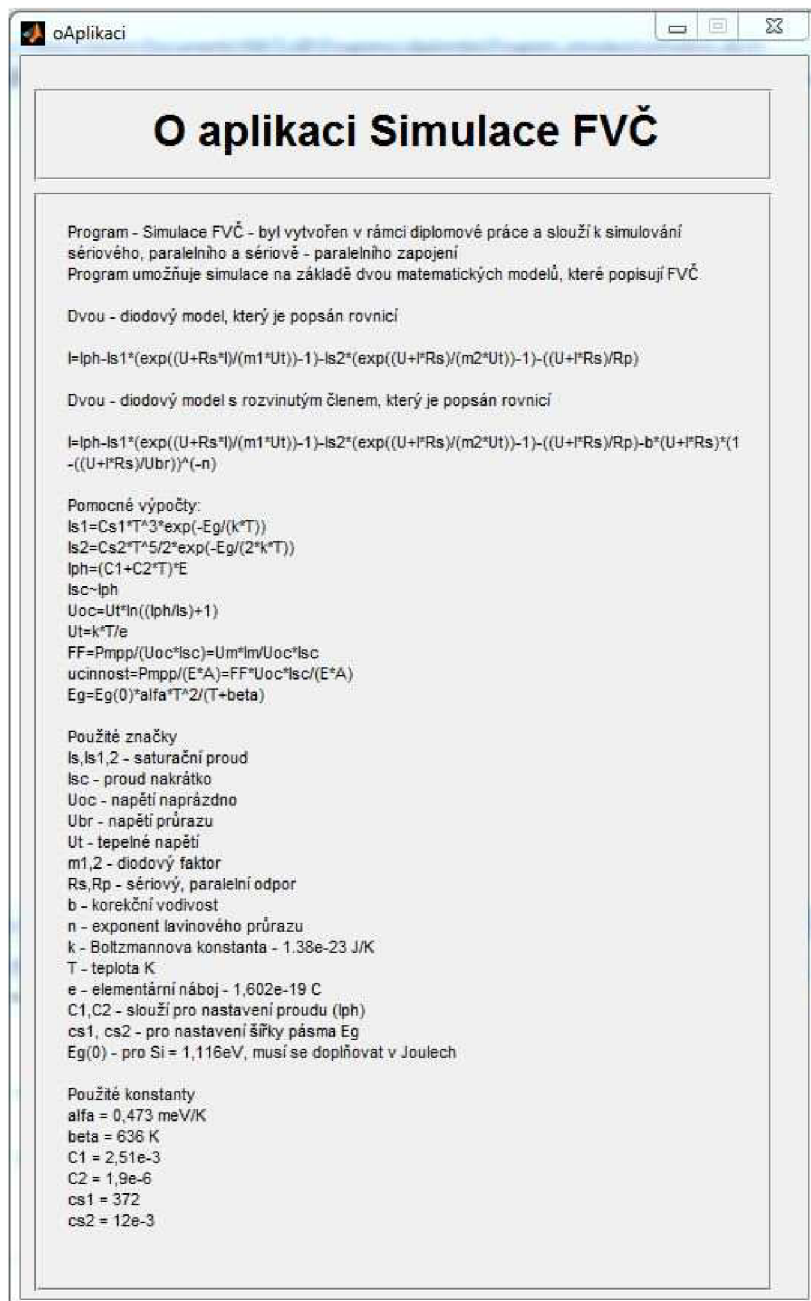 oAplikaci
O aplikaci Simulace FVČ
Program - Simulace FVČ - byl vytvořen v rámci diplomové práce a slouží k simulování
sériového, paralelního a sériově - paralelního zapojení
Program umožňuje simulace na základě dvou matematických modelů, které popisují FVČ
Dvou - diodový model, který je popsán rovnicí
I=Iph-Is1*(exp((U+Rs*I)/(m1*Ut))-1)-Is2*(exp((U+I*Rs)/(m2*Ut))-1)-((U+I*Rs)/Rp)
Dvou - diodový model s rozvinutým členem, který je popsán rovnicí
I=Iph-Is1*(exp((U+Rs*I)/(m1*Ut))-1)-Is2*(exp((U+I*Rs)/(m2*Ut))-1)-((U+I*Rs)/Rp)-b*(U+I*Rs)*(1
-((U+I*Rs)/Ubr))^(-n)
Pomocné výpočty:
Is1=Cs1*T^3*exp(-Eg/(k*T))
Is2=Cs2*T^5/2*exp(-Eg/(2*k*T))
Iph=(C1+C2*T)*E
Isc~Iph
Uoc=Ut*ln((Iph/Is)+1)
Ut=k*T/e
FF=Pmpp/(Uoc*Isc)=Um*Im/Uoc*Isc
ucinnost=Pmpp/(E*A)=FF*Uoc*Isc/(E*A)
Eg=Eg(0)*alfa*T^2/(T+beta)
Použité značky
Is,Is1,2 - saturační proud
Isc - proud nakrátko
Uoc - napětí naprázdno
Ubr - napětí průrazu
Ut - tepelné napětí
m1,2 - diodový faktor
Rs,Rp - sériový, paralelní odpor
b - korekční vodivost
n - exponent lavinového průrazu
k - Boltzmannova konstanta - 1.38e-23 J/K
T - teplota K
e - elementární náboj - 1,602e-19 C
C1,C2 - slouží pro nastavení proudu (Iph)
cs1, cs2 - pro nastavení šířky pásma Eg
Eg(0) - pro Si = 1,116eV, musí se doplňovat v Joulech
Použité konstanty
alfa = 0,473 meV/K
beta = 636 K
C1 = 2,51e-3
C2 = 1,9e-6
cs1 = 372
cs2 = 12e-3